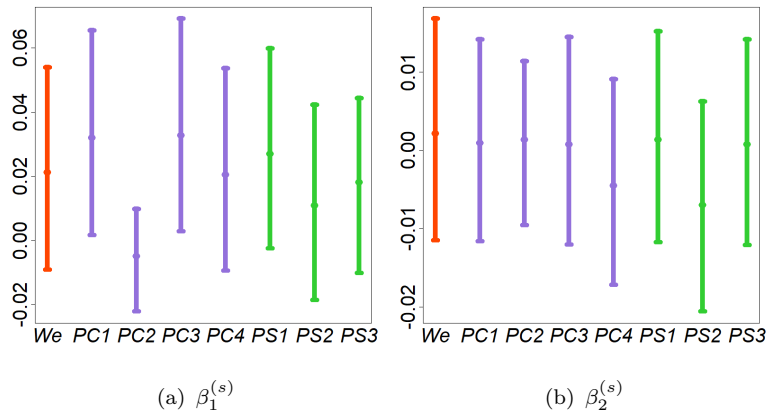 0.06
0.04
0.02
0.00
-0.02
We PC1 PC2 PC3 PC4 PS1 PS2 PS3
(a) β₁⁽ˢ⁾
0.01
0.00
-0.01
-0.02
We PC1 PC2 PC3 PC4 PS1 PS2 PS3
(b) β₂⁽ˢ⁾